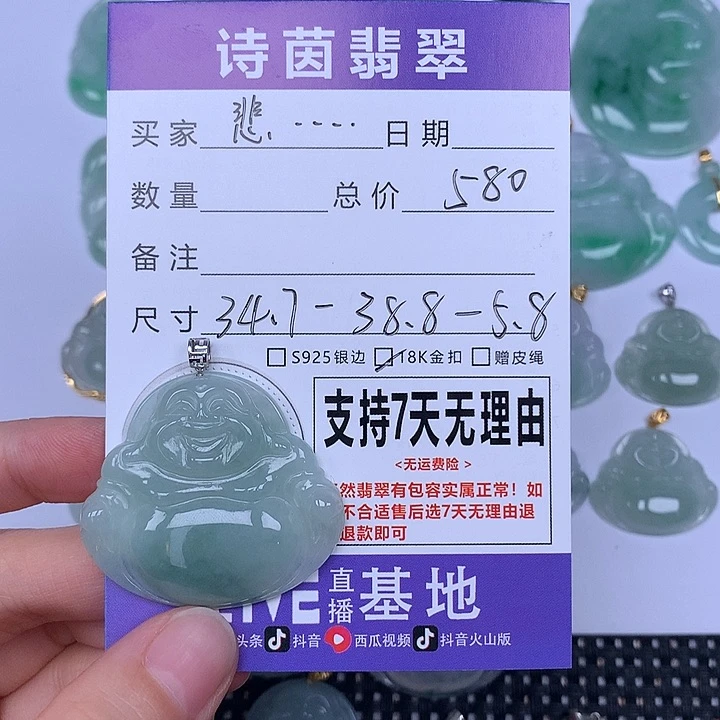 诗茵翡翠
买家 悲.---- 日期
数量 总价 580
备注
尺寸 34.7-38.8-5.8
S925银边 18K金扣 赠皮绳
支持7天无理由
<无运费险>
然翡翠有包容实属正常！如
不合适售后选7天无理由退
退款即可
LIVE 直播 基地
头条 抖音 西瓜视频 抖音火山版